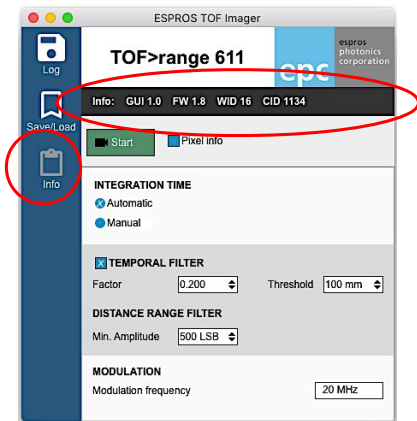 ESPROS TOF Imager
Log
TOF>range 611
epc
espros
photonics
corporation
Info: GUI 1.0 FW 1.8 WID 16 CID 1134
Save/Load
Start
Pixel info
Info
INTEGRATION TIME
Automatic
Manual
X TEMPORAL FILTER
Factor 0.200 Threshold 100 mm
DISTANCE RANGE FILTER
Min. Amplitude 500 LSB
MODULATION
Modulation frequency 20 MHz